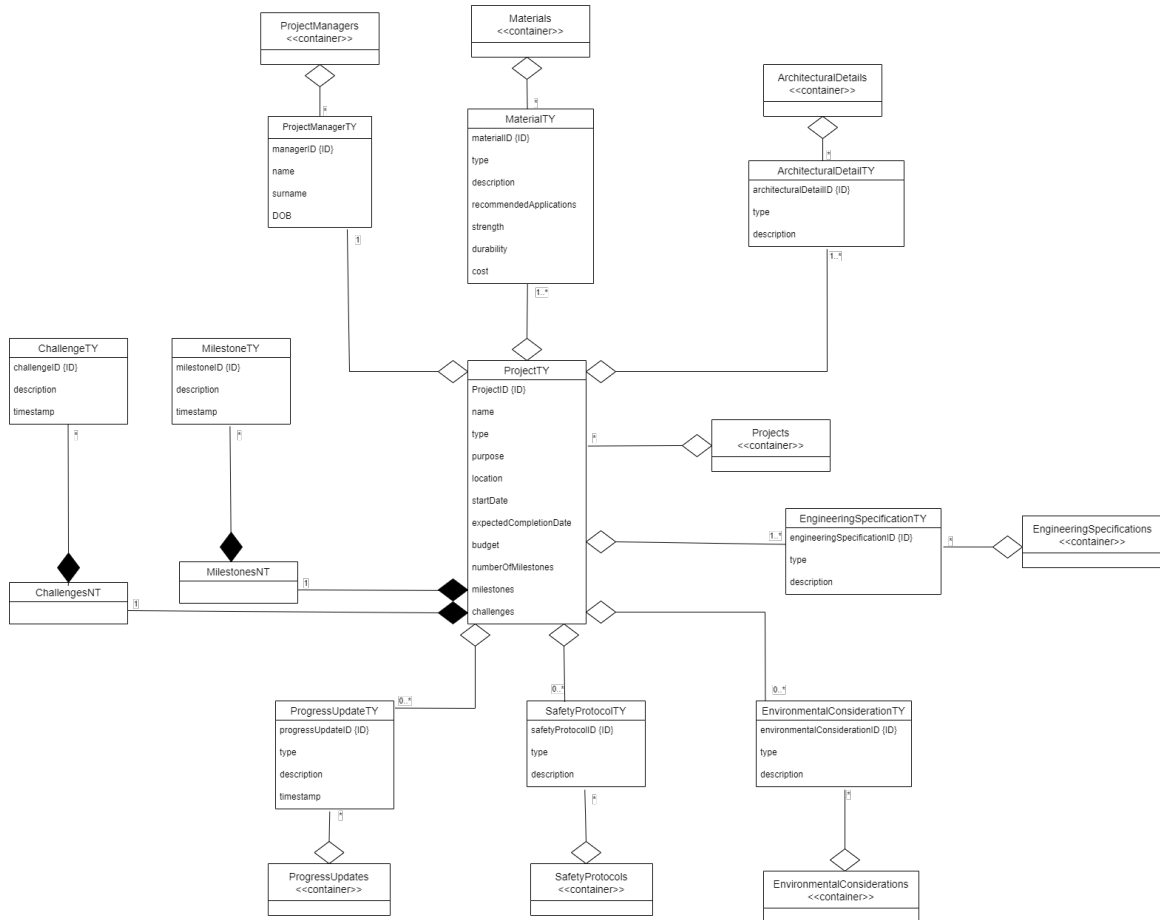 ProjectManagers
<<container>>
Materials
<<container>>
ArchitecturalDetails
<<container>>
*
*
*
ProjectManagerTY
managerID {ID}
name
surname
DOB
1
MaterialTY
materialID {ID}
type
description
recommendedApplications
strength
durability
cost
1..*
ArchitecturalDetailTY
architecturalDetailID {ID}
type
description
1..*
ChallengeTY
challengeID {ID}
description
timestamp
*
MilestoneTY
milestoneID {ID}
description
timestamp
*
ProjectTY
ProjectID {ID}
name
type
purpose
location
startDate
expectedCompletionDate
budget
numberOfMilestones
milestones
challenges
*
Projects
<<container>>
1..*
EngineeringSpecificationTY
engineeringSpecificationID {ID}
type
description
*
EngineeringSpecifications
<<container>>
MilestonesNT
1
ChallengesNT
1
0..*
0..*
0..*
ProgressUpdateTY
progressUpdateID {ID}
type
description
timestamp
*
SafetyProtocolTY
safetyProtocolID {ID}
type
description
*
EnvironmentalConsiderationTY
environmentalConsiderationID {ID}
type
description
*
ProgressUpdates
<<container>>
SafetyProtocols
<<container>>
EnvironmentalConsiderations
<<container>>